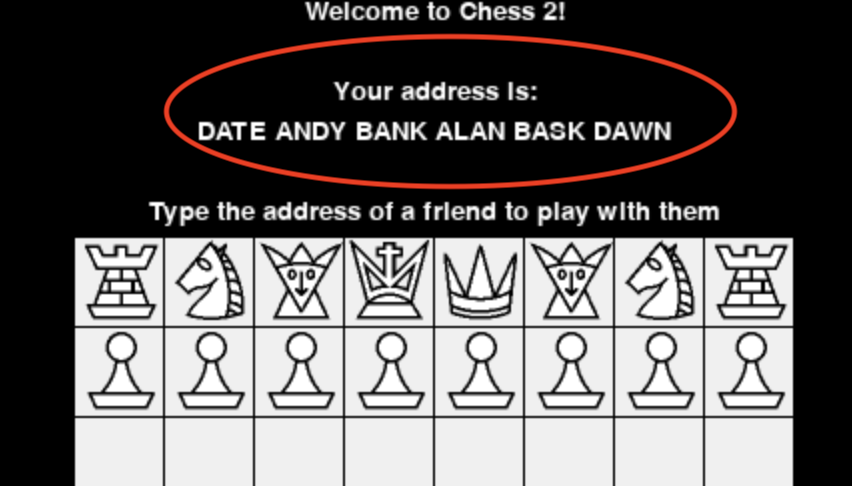 Welcome to Chess 2!
Your address is:
DATE ANDY BANK ALAN BASK DAWN
Type the address of a friend to play with them